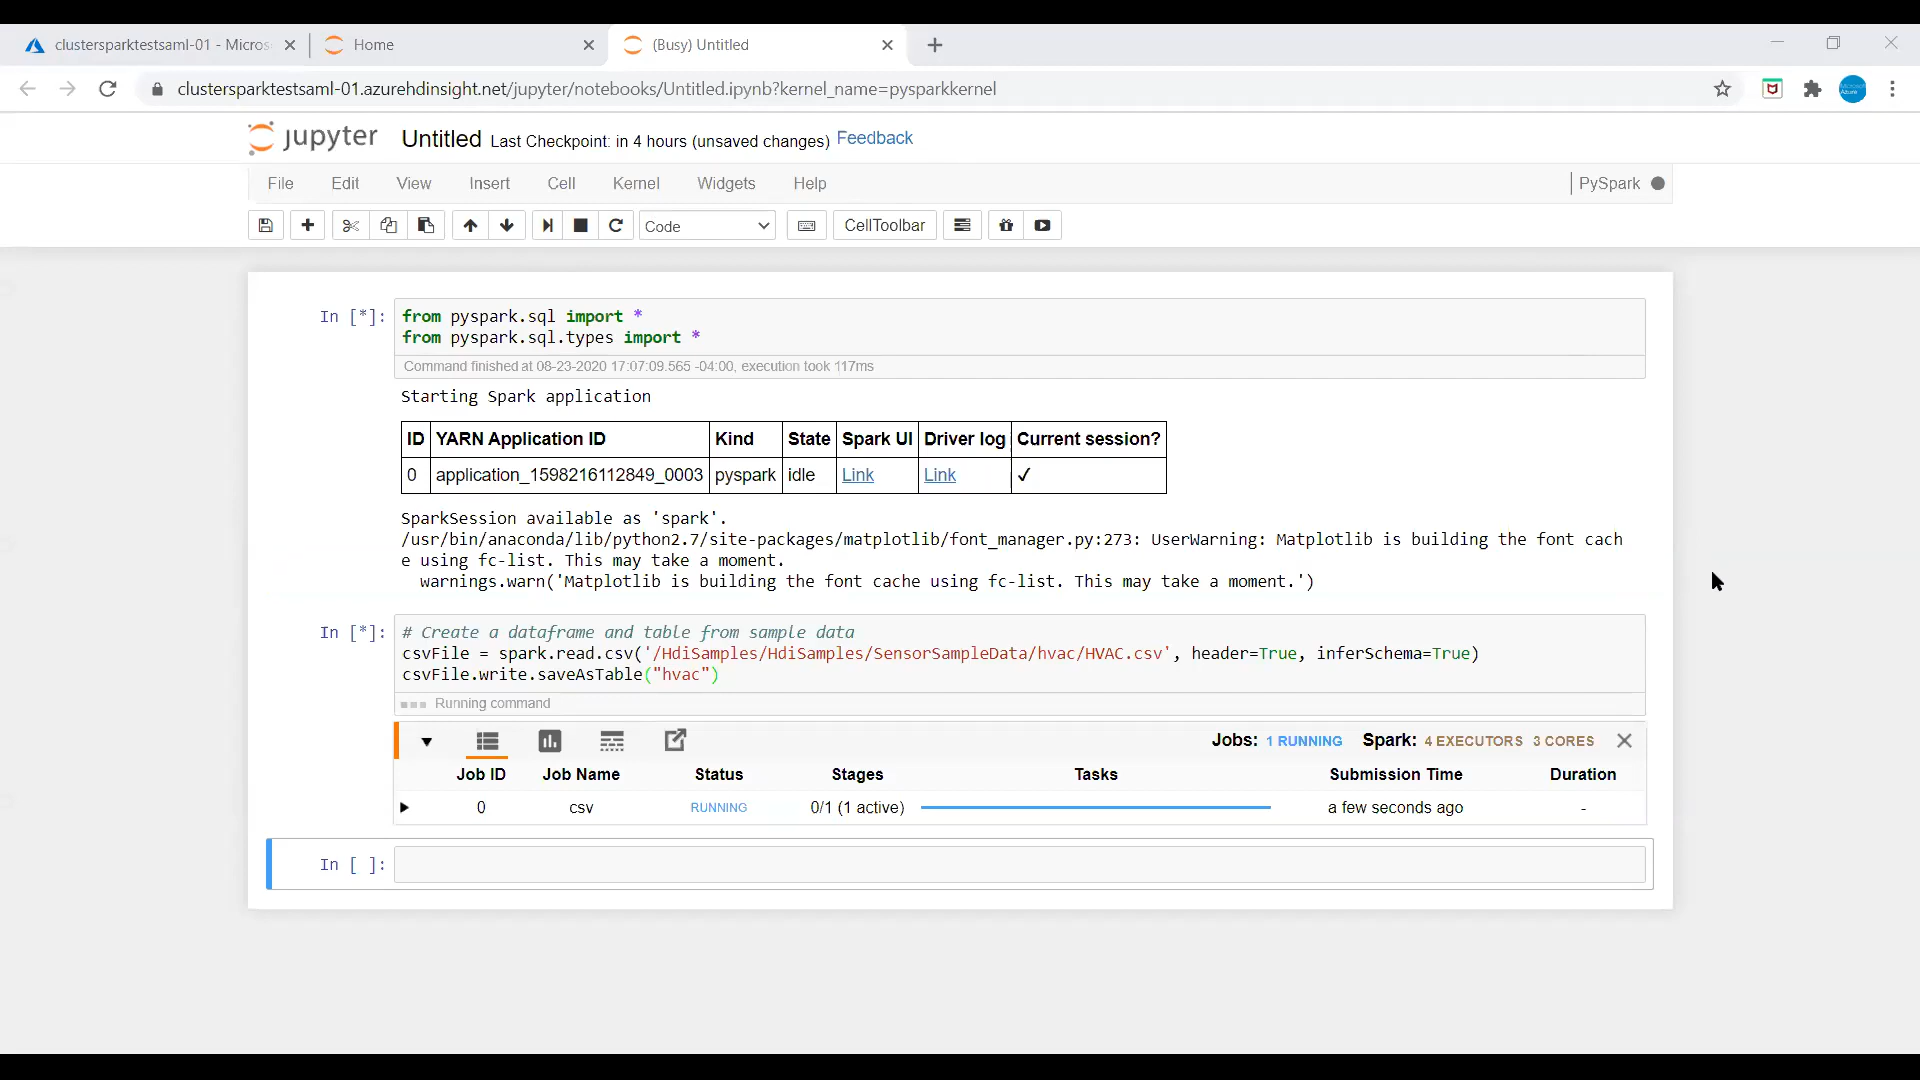 clustersparktestsaml-01 - Micros
Home
(Busy) Untitled
clustersparktestsaml-01.azurehdinsight.net/jupyter/notebooks/Untitled.ipynb?kernel_name=pysparkkernel
jupyter Untitled Last Checkpoint: in 4 hours (unsaved changes) Feedback
File Edit View Insert Cell Kernel Widgets Help PySpark
Code CellToolbar
In [*]: from pyspark.sql import *
from pyspark.sql.types import *
Command finished at 08-23-2020 17:07:09.565 -04:00, execution took 117ms
Starting Spark application
ID YARN Application ID Kind State Spark UI Driver log Current session?
0 application_1598216112849_0003 pyspark idle Link Link ✓
SparkSession available as 'spark'.
/usr/bin/anaconda/lib/python2.7/site-packages/matplotlib/font_manager.py:273: UserWarning: Matplotlib is building the font cach
e using fc-list. This may take a moment.
warnings.warn('Matplotlib is building the font cache using fc-list. This may take a moment.')
In [*]: # Create a dataframe and table from sample data
csvFile = spark.read.csv('/HdiSamples/HdiSamples/SensorSampleData/hvac/HVAC.csv', header=True, inferSchema=True)
csvFile.write.saveAsTable("hvac")
Running command
Jobs: 1 RUNNING Spark: 4 EXECUTORS 3 CORES
Job ID Job Name Status Stages Tasks Submission Time Duration
0 csv RUNNING 0/1 (1 active) a few seconds ago -
In [ ]: